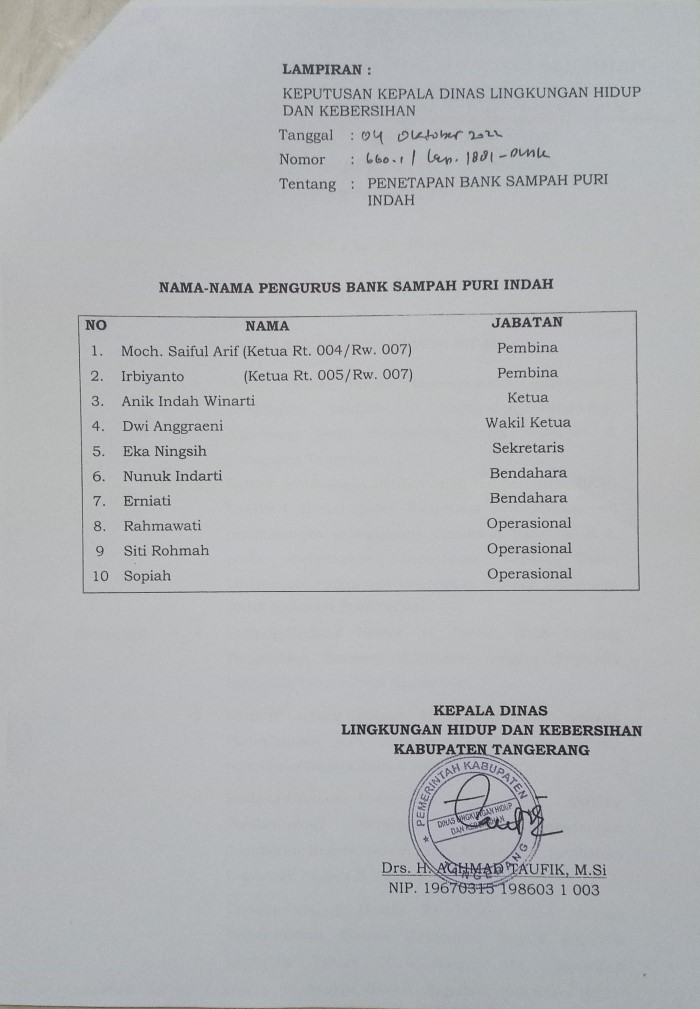 LAMPIRAN :
KEPUTUSAN KEPALA DINAS LINGKUNGAN HIDUP
DAN KEBERSIHAN
Tanggal : 04 Oktober 2022
Nomor : 660.1 / Kep. 1881 - DLHK
Tentang : PENETAPAN BANK SAMPAH PURI
INDAH
NAMA-NAMA PENGURUS BANK SAMPAH PURI INDAH
NO NAMA JABATAN
1. Moch. Saiful Arif (Ketua Rt. 004/Rw. 007) Pembina
2. Irbiyanto (Ketua Rt. 005/Rw. 007) Pembina
3. Anik Indah Winarti Ketua
4. Dwi Anggraeni Wakil Ketua
5. Eka Ningsih Sekretaris
6. Nunuk Indarti Bendahara
7. Erniati Bendahara
8. Rahmawati Operasional
9 Siti Rohmah Operasional
10 Sopiah Operasional
KEPALA DINAS
LINGKUNGAN HIDUP DAN KEBERSIHAN
KABUPATEN TANGERANG
PEMERINTAH KABUPATEN
DINAS LINGKUNGAN HIDUP
DAN KEBERSIHAN
TANGERANG
Drs. H. ACHMAD TAUFIK, M.Si
NIP. 19670315 198603 1 003